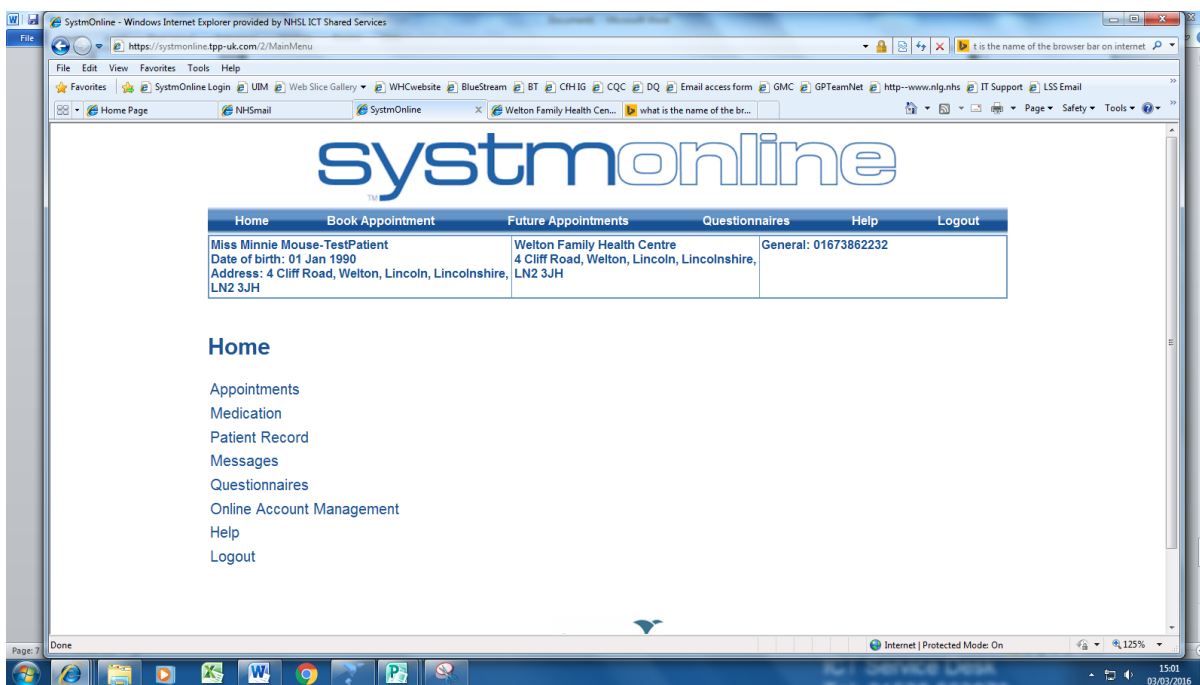 SystmOnline - Windows Internet Explorer provided by NHSL ICT Shared Services
File
https://systmonline.tpp-uk.com/2/MainMenu
t is the name of the browser bar on internet
File Edit View Favorites Tools Help
Favorites SystmOnline Login UIM Web Slice Gallery WHCwebsite BlueStream BT CfH IG CQC DQ Email access form GMC GPTeamNet http--www.nlg.nhs IT Support LSS Email
Home Page NHSmail SystmOnline X Welton Family Health Cen... what is the name of the br... Page Safety Tools
systmonline
TM
Home Book Appointment Future Appointments Questionnaires Help Logout
Miss Minnie Mouse-TestPatient Welton Family Health Centre General: 01673862232
Date of birth: 01 Jan 1990 4 Cliff Road, Welton, Lincoln, Lincolnshire,
Address: 4 Cliff Road, Welton, Lincoln, Lincolnshire, LN2 3JH
LN2 3JH
Home
Appointments
Medication
Patient Record
Messages
Questionnaires
Online Account Management
Help
Logout
Page: 7
Done Internet | Protected Mode: On 125%
ICT Service Desk
15:01
03/03/2016